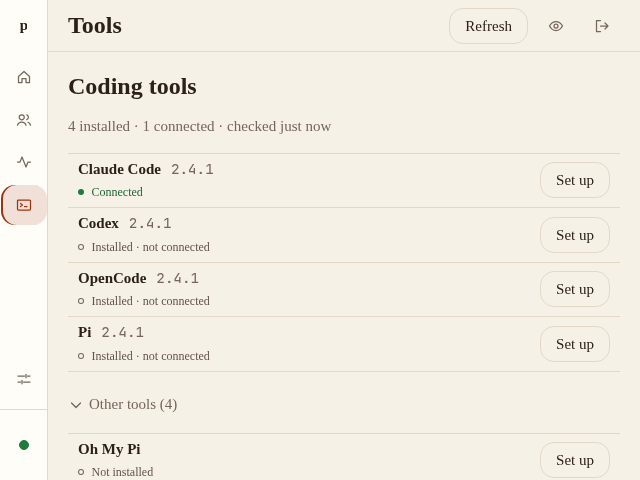 p
Tools
Refresh
Coding tools
4 installed · 1 connected · checked just now
Claude Code 2.4.1
Connected
Set up
Codex 2.4.1
Installed · not connected
Set up
OpenCode 2.4.1
Installed · not connected
Set up
Pi 2.4.1
Installed · not connected
Set up
Other tools (4)
Oh My Pi
Not installed
Set up